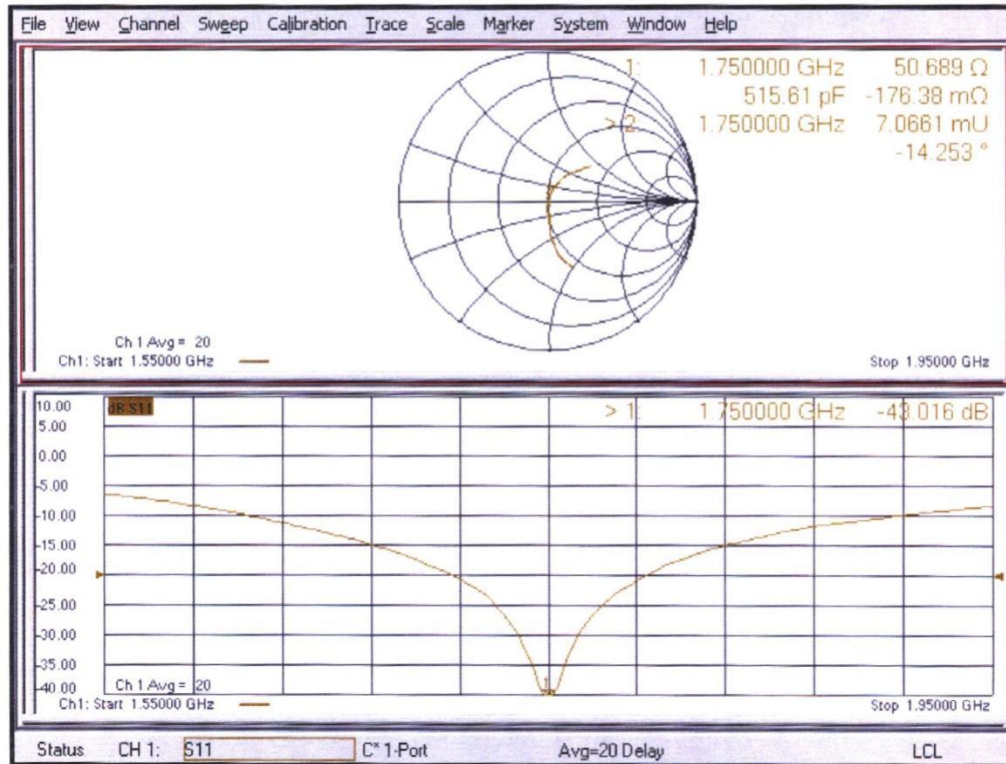 File View Channel Sweep Calibration Trace Scale Marker System Window Help
1: 1.750000 GHz 50.689 Ω
515.61 pF -176.38 mΩ
> 2: 1.750000 GHz 7.0661 mU
-14.253 °
Ch 1 Avg = 20
Ch1: Start 1.55000 GHz Stop 1.95000 GHz
10.00 dB S11 > 1: 1.750000 GHz -43.016 dB
5.00
0.00
-5.00
-10.00
-15.00
-20.00
-25.00
-30.00
-35.00
-40.00 Ch 1 Avg = 20 1
Ch1: Start 1.55000 GHz Stop 1.95000 GHz
Status CH 1: S11 C* 1-Port Avg=20 Delay LCL